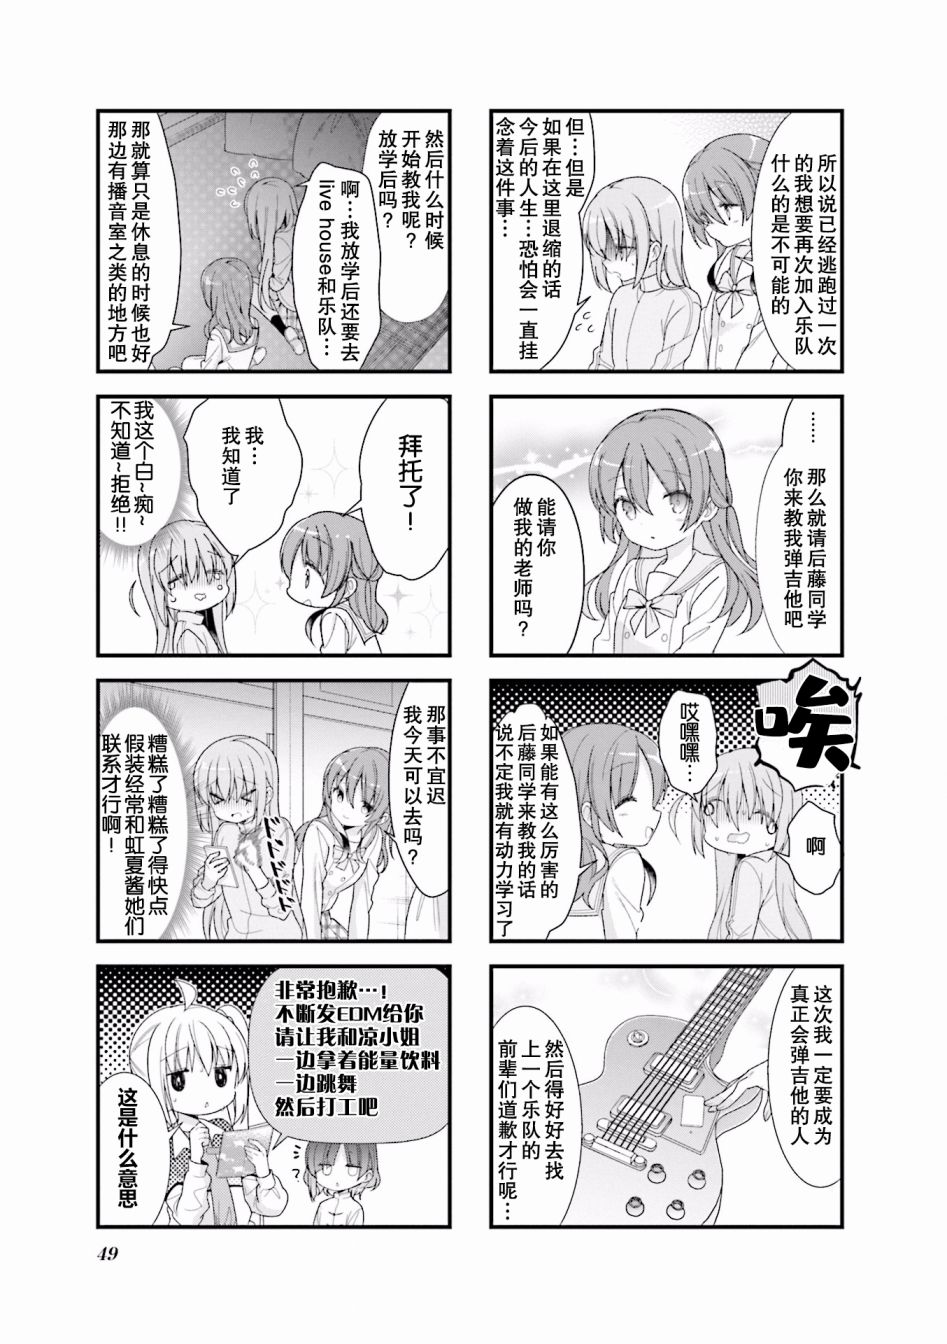 所以说已经逃跑过一次
的我想要再次加入乐队
什么的是不可能的
但…但是
如果在这里退缩的话
今后的人生…恐怕会一直挂
念着这件事…
……
那么就请后藤同学
你来教我弹吉他吧
能请你
做我的老师吗？
唉
啊
哎嘿嘿…
如果能有这么厉害的
后藤同学来教我的话
说不定我就有动力学习了
这次我一定要成为
真正会弹吉他的人
然后得好好去找
上一个乐队的
前辈们道歉才行呢…
然后什么时候
开始教我呢？
放学后吗？
啊…我放学后还要去
live house和乐队…
那就算只是休息的时候也好
那边有播音室之类的地方吧
拜托了！
我…
我知道了
我这个白~痴~
不知道~拒绝!!
那事不宜迟
我今天可以去吗？
ドドドド
糟糕了糟糕了得快点
假装经常和虹夏酱她们
联系才行啊！
非常抱歉…！
不断发EDM给你
请让我和凉小姐
一边拿着能量饮料
一边跳舞
然后打工吧
这是什么意思
?
49